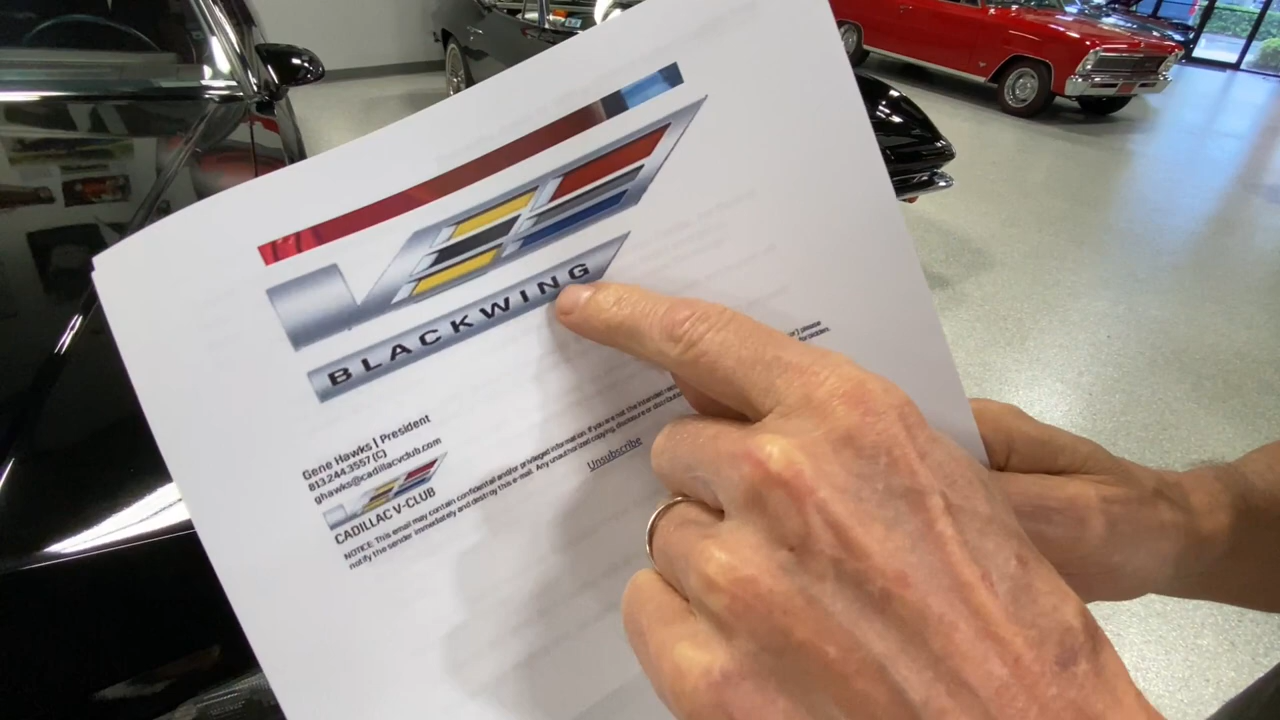 V
BLACKWING
Gene Hawks | President
813.244.3557 (C)
ghawks@cadillacvclub.com
V
CADILLAC V-CLUB
NOTICE: This email may contain confidential and/or privileged information. If you are not the intended
please
notify the sender immediately and destroy this e-mail. Any unauthorized copying, disclosure or
forbidden.
Unsubscribe